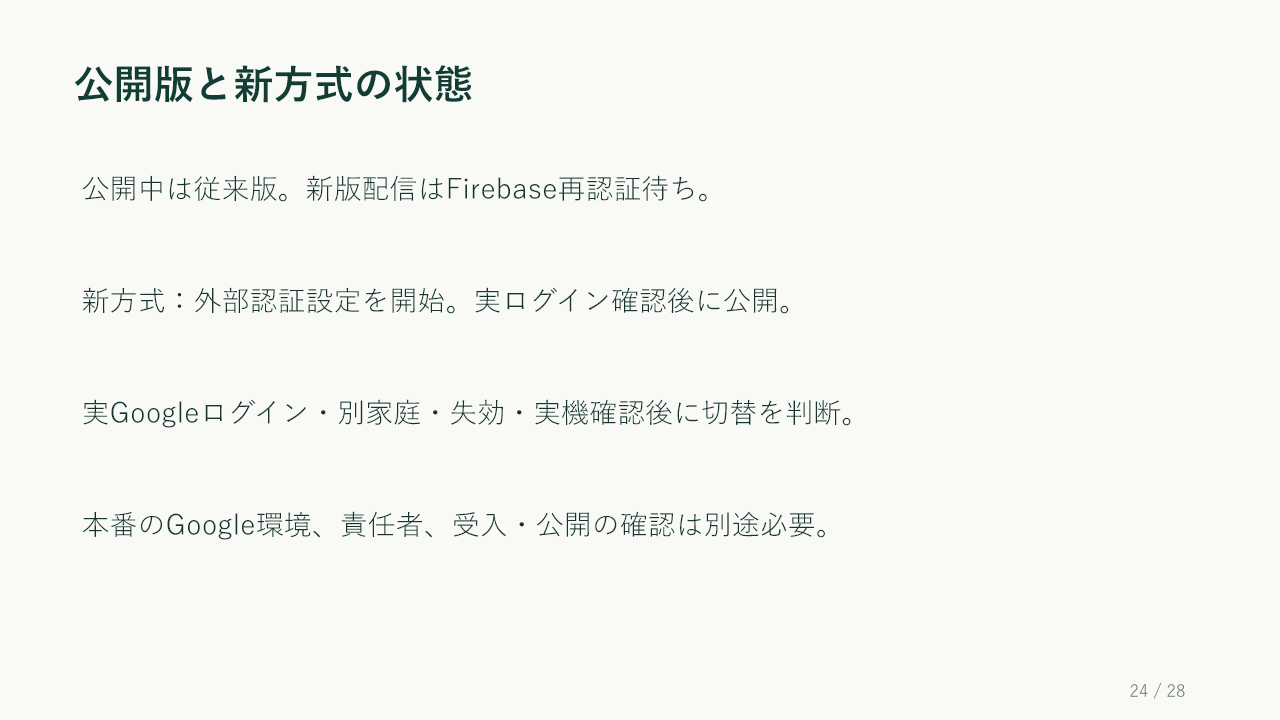 公開版と新方式の状態
公開中は従来版。新版配信はFirebase再認証待ち。
新方式：外部認証設定を開始。実ログイン確認後に公開。
実Googleログイン・別家庭・失効・実機確認後に切替を判断。
本番のGoogle環境、責任者、受入・公開の確認は別途必要。
24 / 28